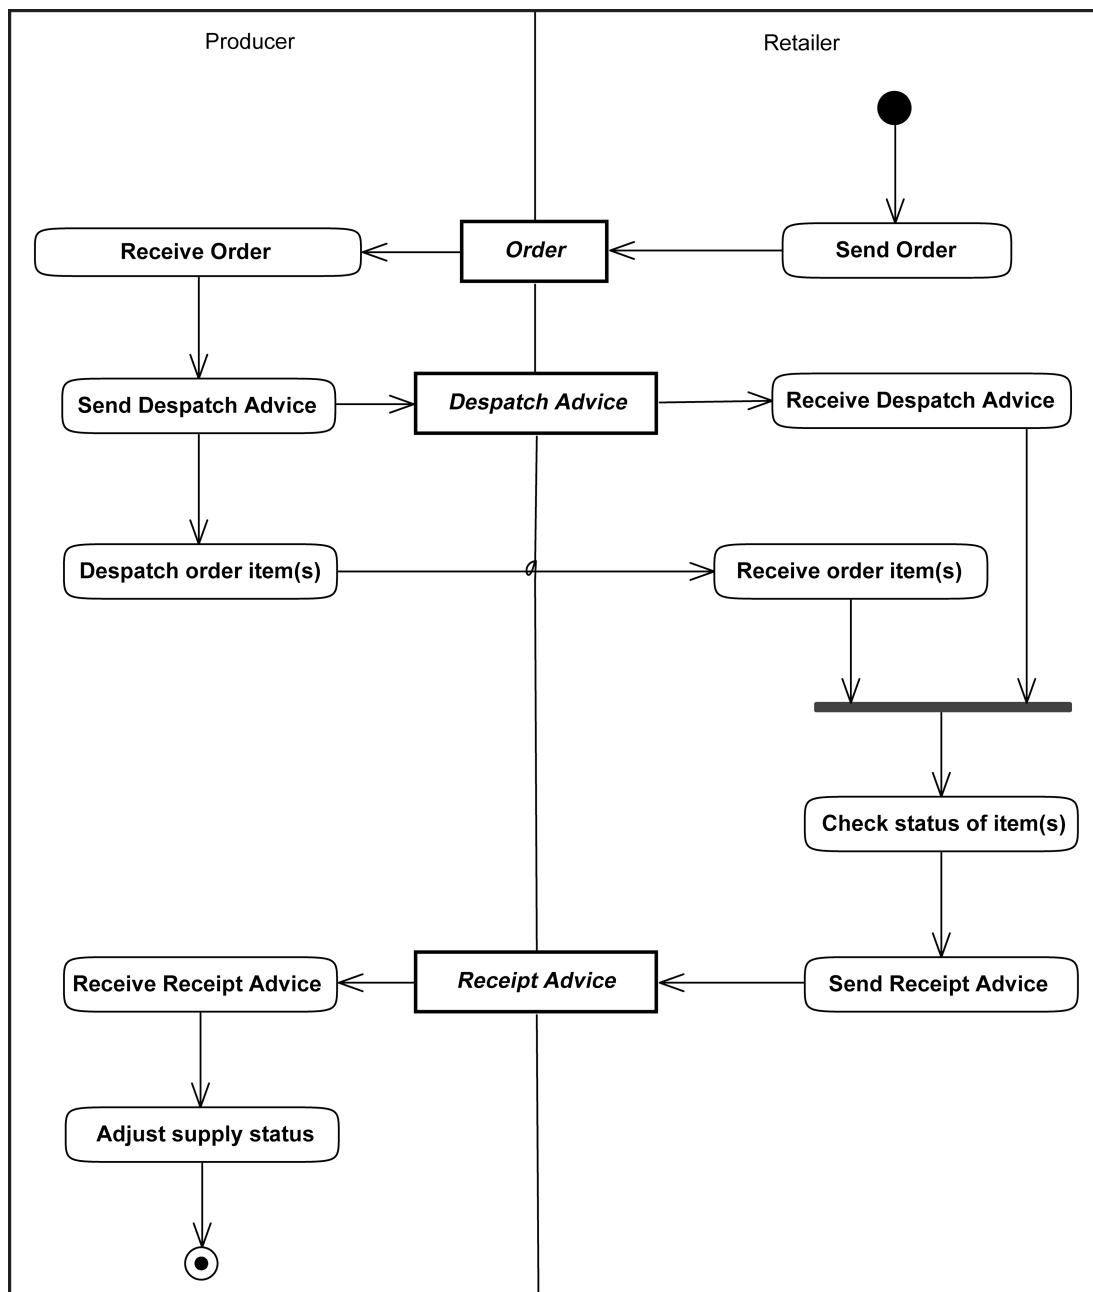 Producer
Retailer
Receive Order
Order
Send Order
Send Despatch Advice
Despatch Advice
Receive Despatch Advice
Despatch order item(s)
Receive order item(s)
Check status of item(s)
Receive Receipt Advice
Receipt Advice
Send Receipt Advice
Adjust supply status